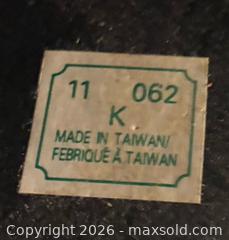 11 062
K
MADE IN TAIWAN/
FEBRIQUÉ À TAIWAN
Copyright 2026 - maxsold.com